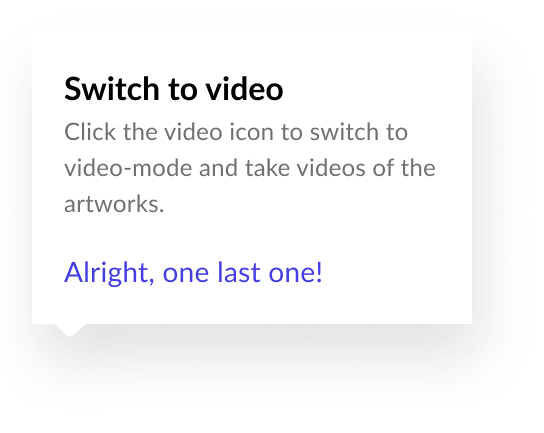 Switch to video
Click the video icon to switch to
video-mode and take videos of the
artworks.
Alright, one last one!